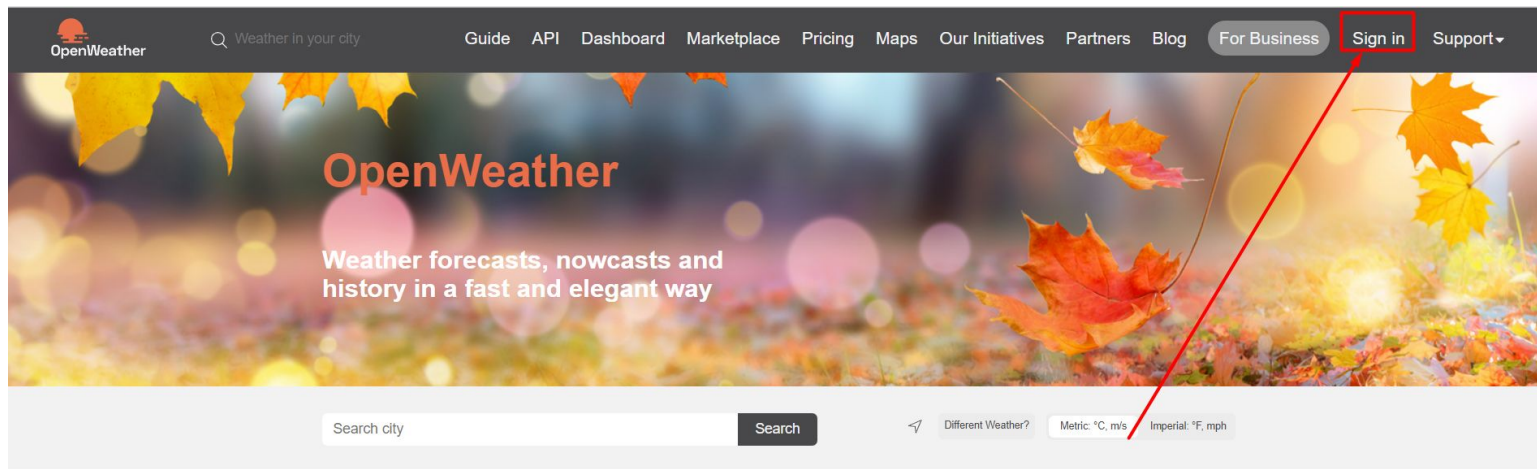 OpenWeather
Weather in your city
Guide API Dashboard Marketplace Pricing Maps Our Initiatives Partners Blog For Business Sign in Support
OpenWeather
Weather forecasts, nowcasts and
history in a fast and elegant way
Search city
Search
Different Weather?
Metric: °C, m/s
Imperial: °F, mph